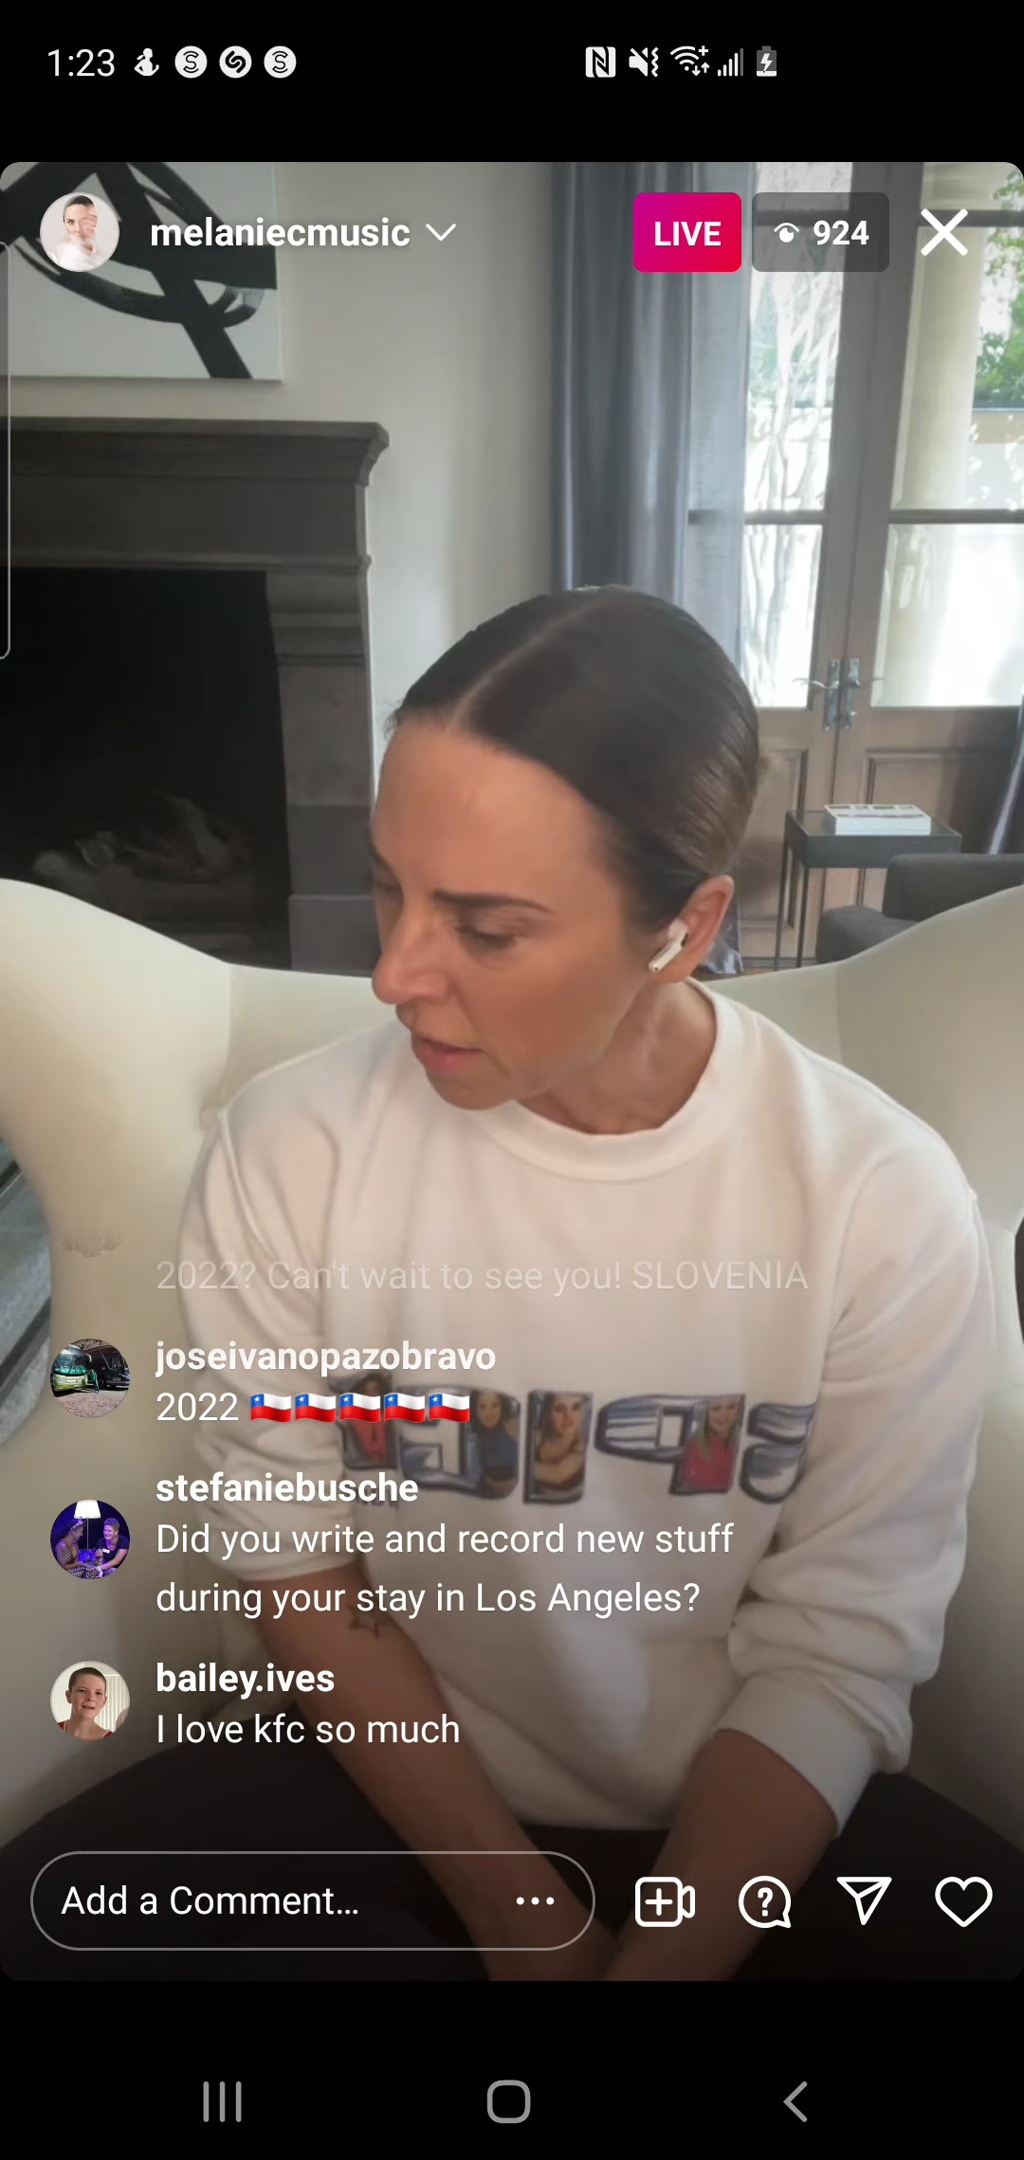 1:23
melaniecmusic
LIVE
924
2022? Can't wait to see you! SLOVENIA
joseivanopazobravo
2022 🇨🇱🇨🇱🇨🇱🇨🇱🇨🇱
SPICE
stefaniebusche
Did you write and record new stuff
during your stay in Los Angeles?
bailey.ives
I love kfc so much
Add a Comment...